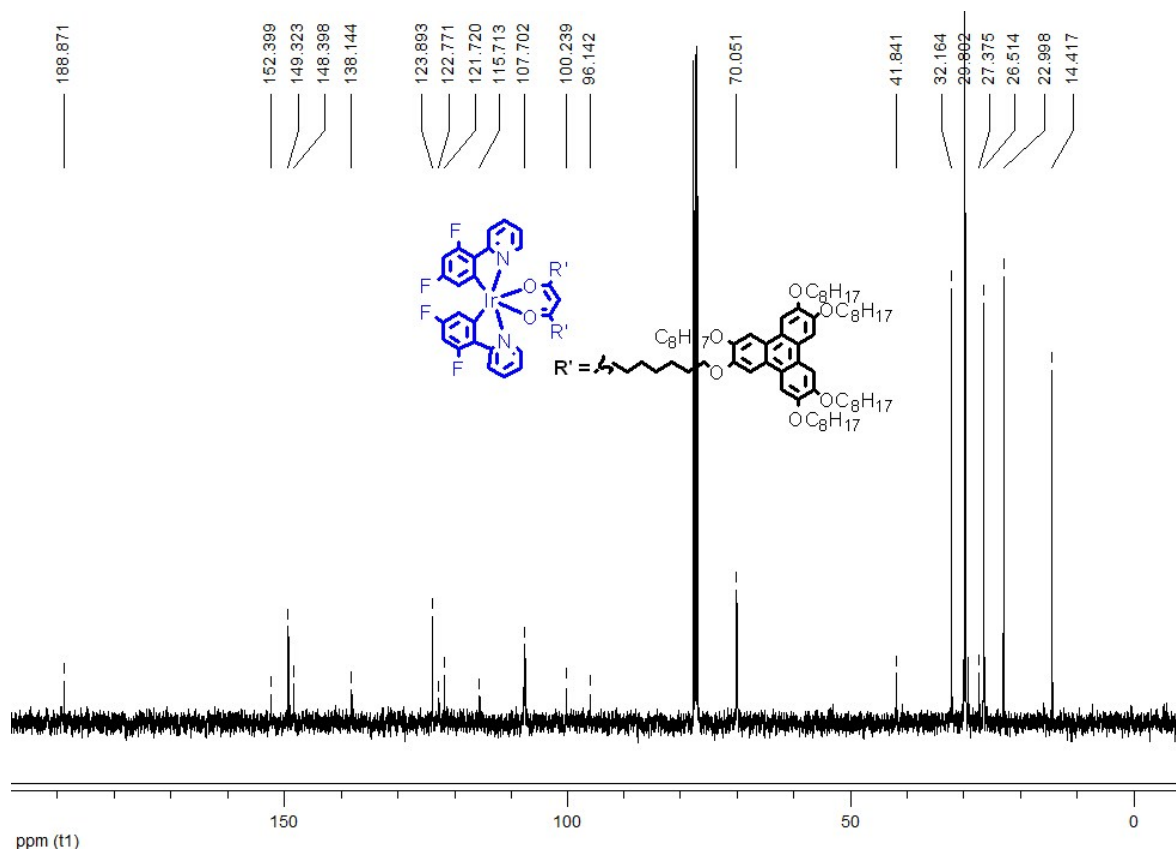 188.871
152.399
149.323
148.398
138.144
123.893
122.771
121.720
115.713
107.702
100.239
96.142
70.051
41.841
32.164
29.802
27.375
26.514
22.998
14.417
F
N
F
R'
O
Ir
O
R'
F
N
F
R' =
C8H17O
O
OC8H17
OC8H17
OC8H17
OC8H17
150
100
50
0
ppm (t1)